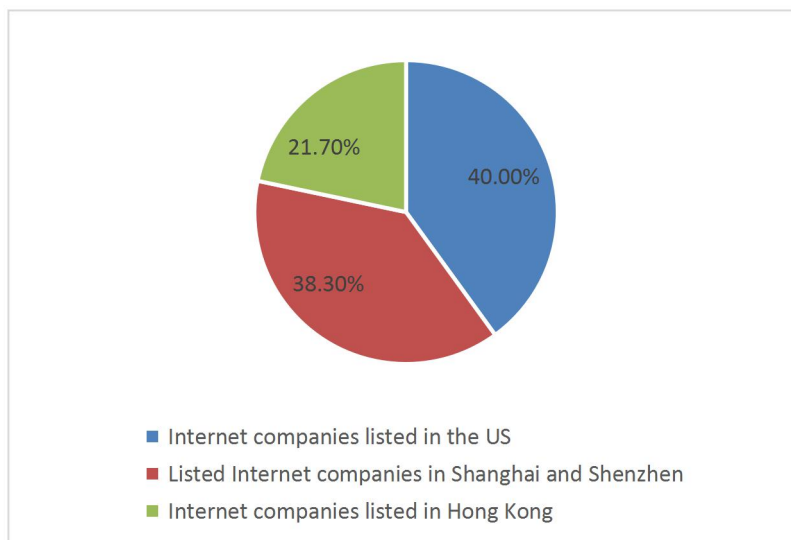 21.70%
40.00%
38.30%
Internet companies listed in the US
Listed Internet companies in Shanghai and Shenzhen
Internet companies listed in Hong Kong